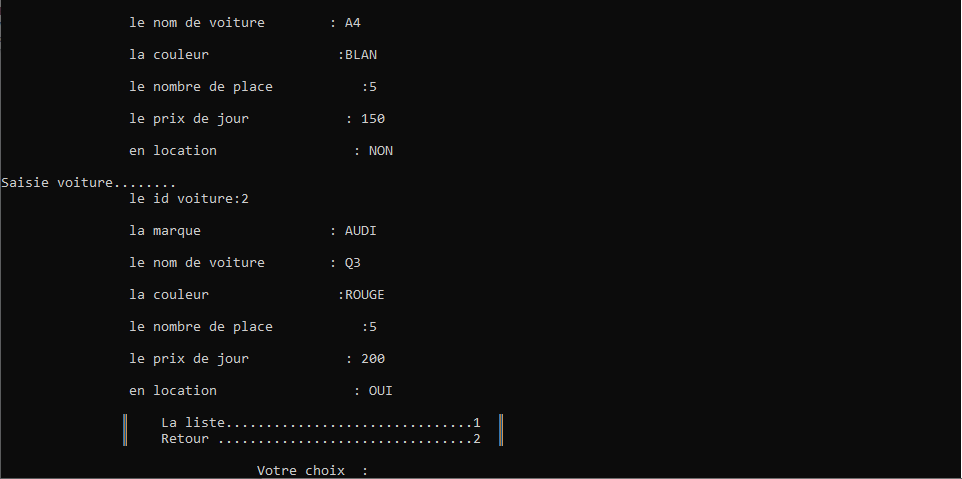 le nom de voiture : A4
la couleur :BLAN
le nombre de place :5
le prix de jour : 150
en location : NON
Saisie voiture........
le id voiture:2
la marque : AUDI
le nom de voiture : Q3
la couleur :ROUGE
le nombre de place :5
le prix de jour : 200
en location : OUI
La liste...............................1
Retour ................................2
Votre choix :